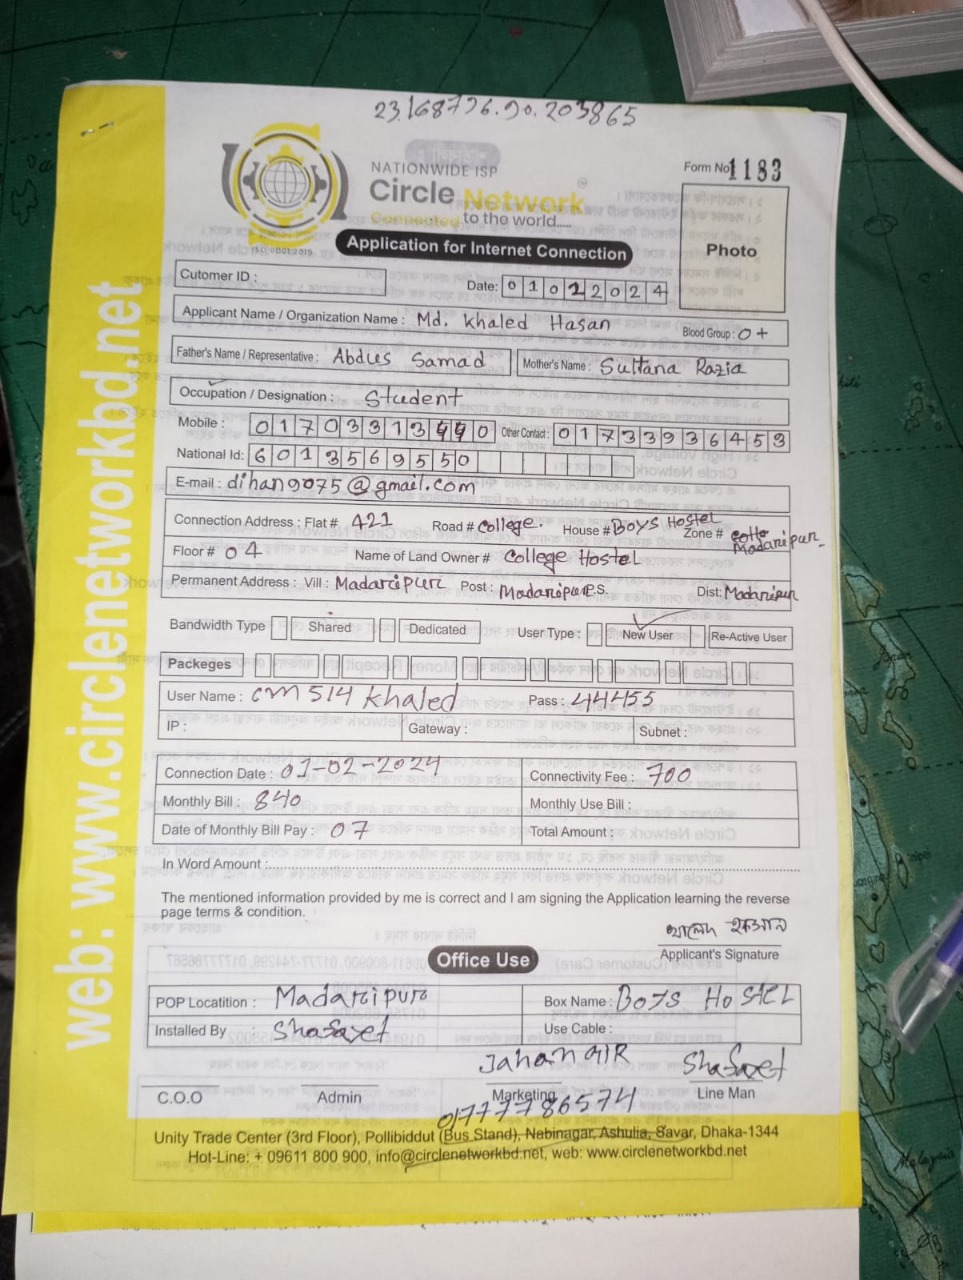 23.168726.90.203865
NATIONWIDE ISP
Circle Network
Connected to the world.....
ISO 9001:2015
Form No 1183
Photo
Application for Internet Connection
Cutomer ID :
Date: 01022024
Applicant Name / Organization Name : Md. Khaled Hasan
Blood Group : O+
Father's Name / Representative : Abdus Samad
Mother's Name : Sultana Razia
Occupation / Designation : Student
Mobile : 01703313440 Other Contact : 01733936453
National Id: 6013569550
E-mail : dihan9075@gmail.com
Connection Address : Flat # 421 Road # College. House # Boys Hostel Zone # Madaripur
Floor # 04 Name of Land Owner # College Hostel
Permanent Address : Vill : Madaripur Post : Madaripur P.S. Dist: Madaripur
Bandwidth Type Shared Dedicated User Type : New User Re-Active User
Packeges
User Name : cm514 khaled Pass : 44455
IP : Gateway : Subnet :
Connection Date : 01-02-2024 Connectivity Fee : 700
Monthly Bill : 840 Monthly Use Bill :
Date of Monthly Bill Pay : 07 Total Amount :
In Word Amount :
The mentioned information provided by me is correct and I am signing the Application learning the reverse
page terms & condition.
খালেদ হাসান
Applicant's Signature
Office Use
POP Locatition : Madaripur Box Name : Boys HosTEL
Installed By : Shafayet Use Cable :
Jahangir Shafayet
C.O.O Admin Marketing Line Man
01777786574
Unity Trade Center (3rd Floor), Pollibiddut (Bus Stand), Nabinagar, Ashulia, Savar, Dhaka-1344
Hot-Line: + 09611 800 900, info@circlenetworkbd.net, web: www.circlenetworkbd.net
web: www.circlenetworkbd.net